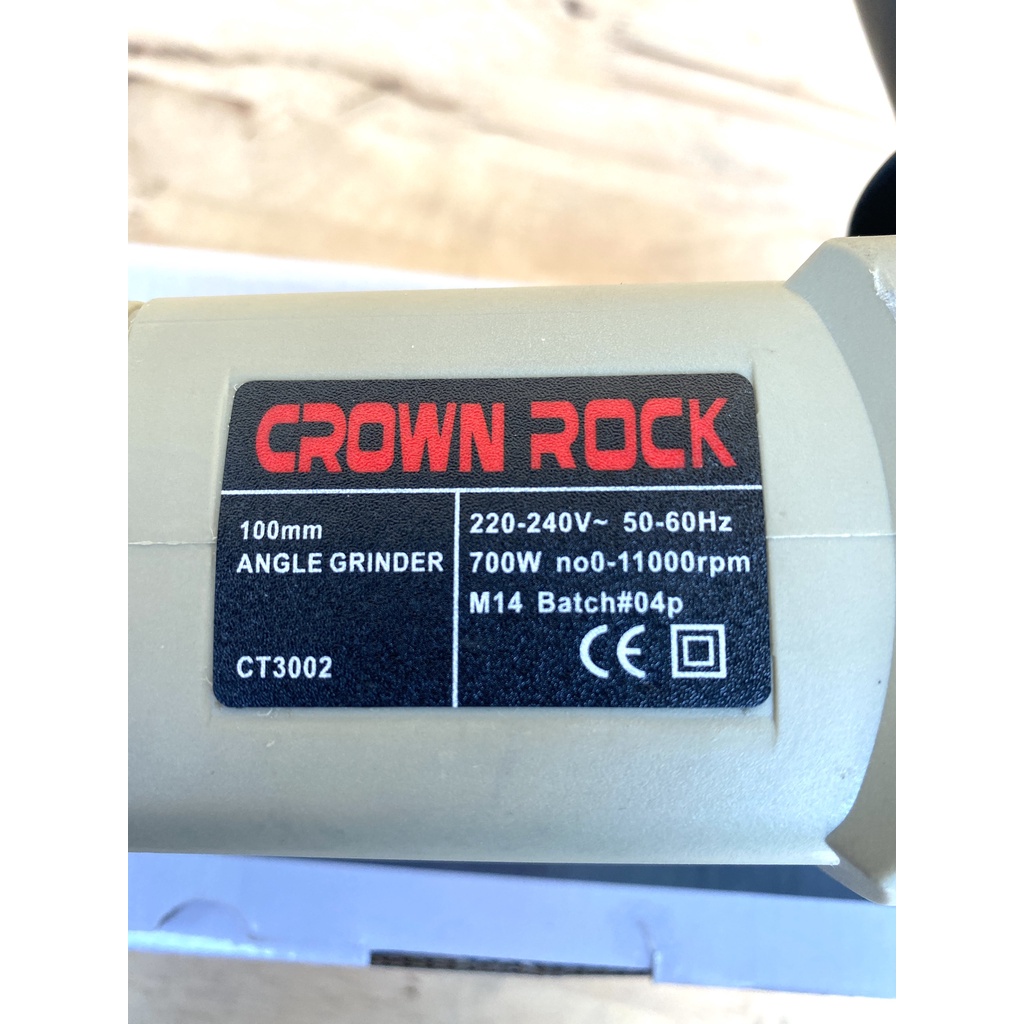 CROWN ROCK
100mm
ANGLE GRINDER
CT3002
220-240V~ 50-60Hz
700W no0-11000rpm
M14 Batch#04p
CE